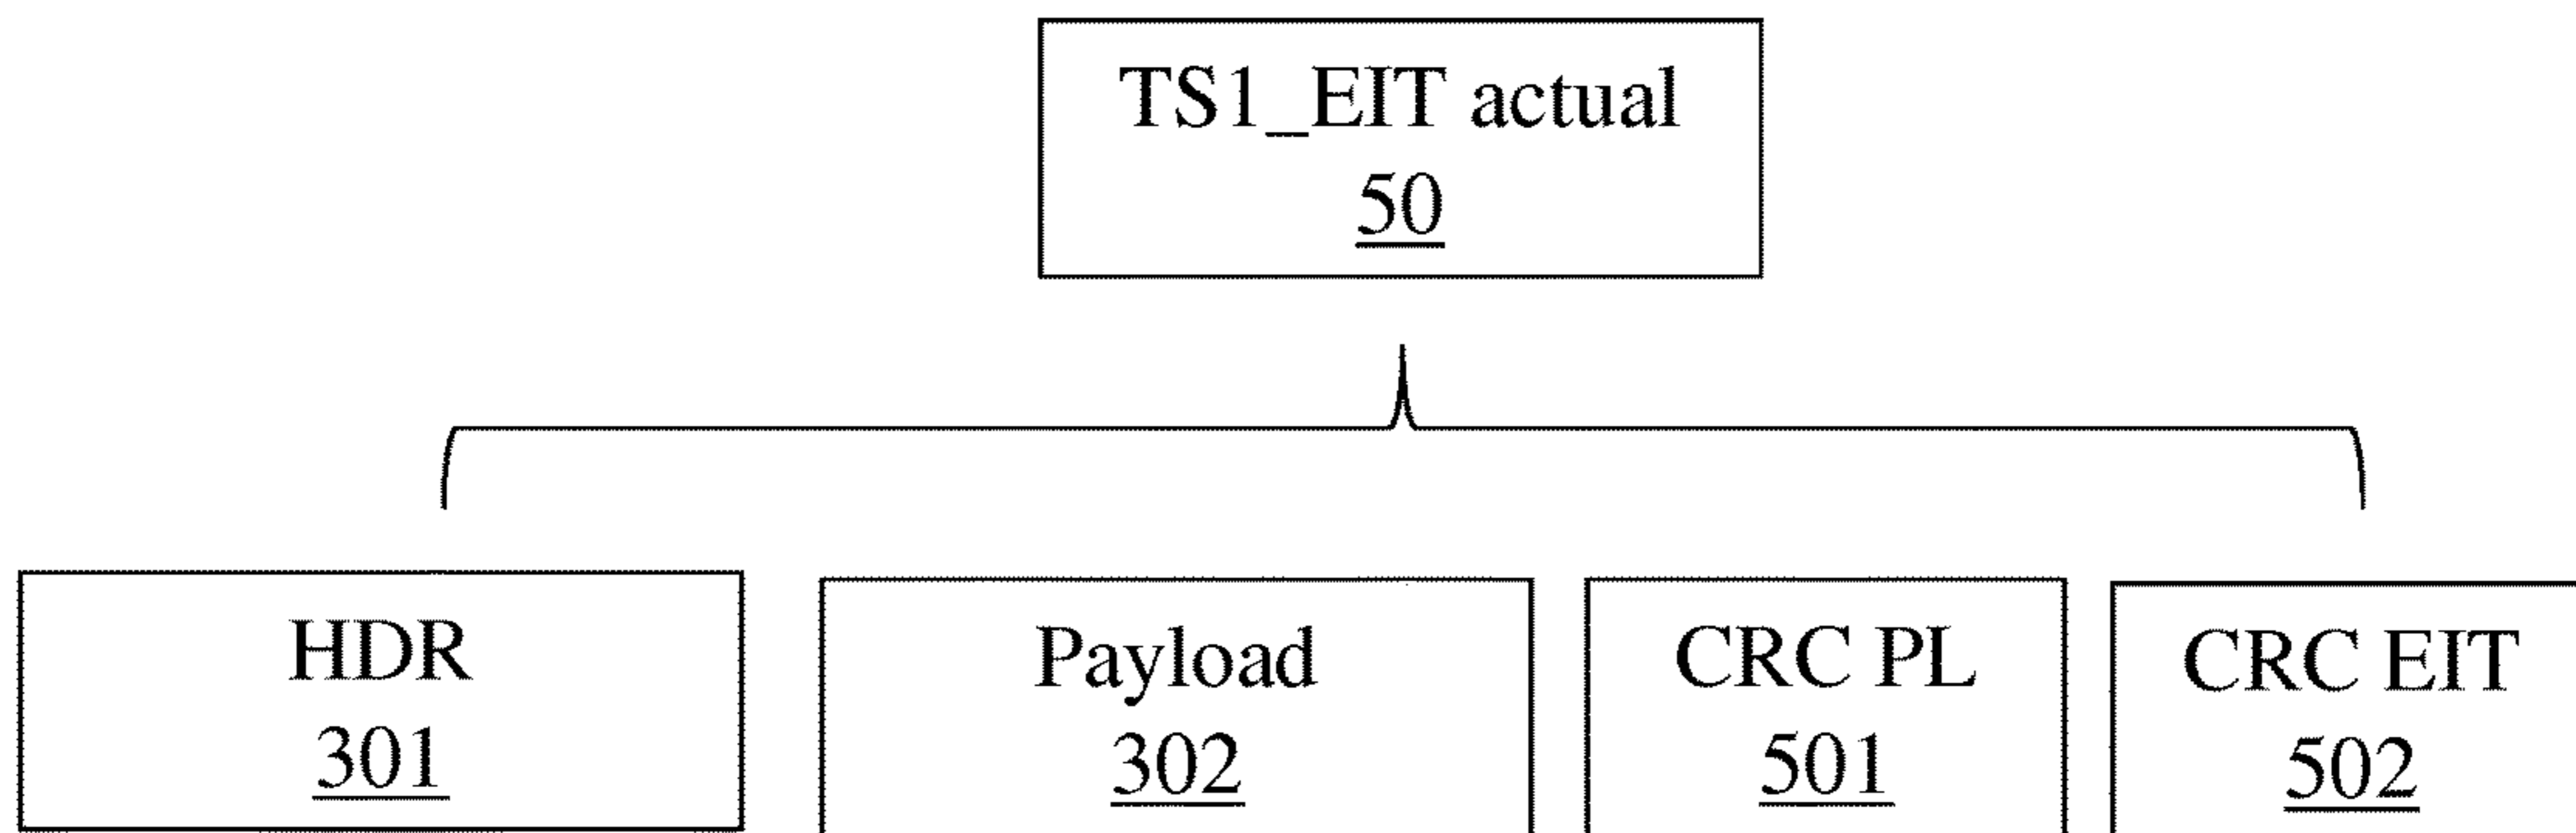 TS1_EIT actual
50
HDR
301
Payload
302
CRC PL
501
CRC EIT
502